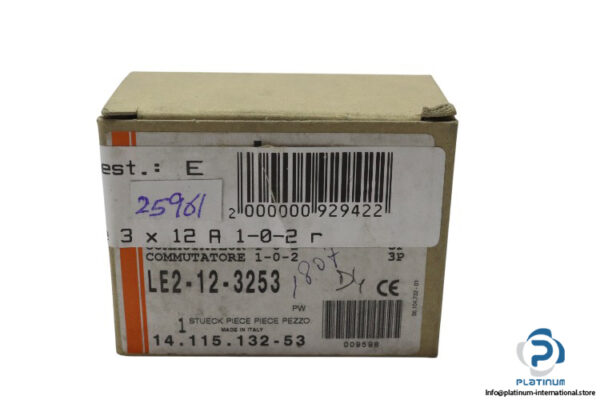 est.: E
25961
2 000000 929422
3 x 12 A 1-0-2 r
COMMUTATORE 1-0-2 3P
LE2-12-3253
1807
PW
CE
1 STUECK PIECE PIECE PEZZO
MADE IN ITALY
14.115.132-53
009698
PLATINUM
Info@platinum-international.store